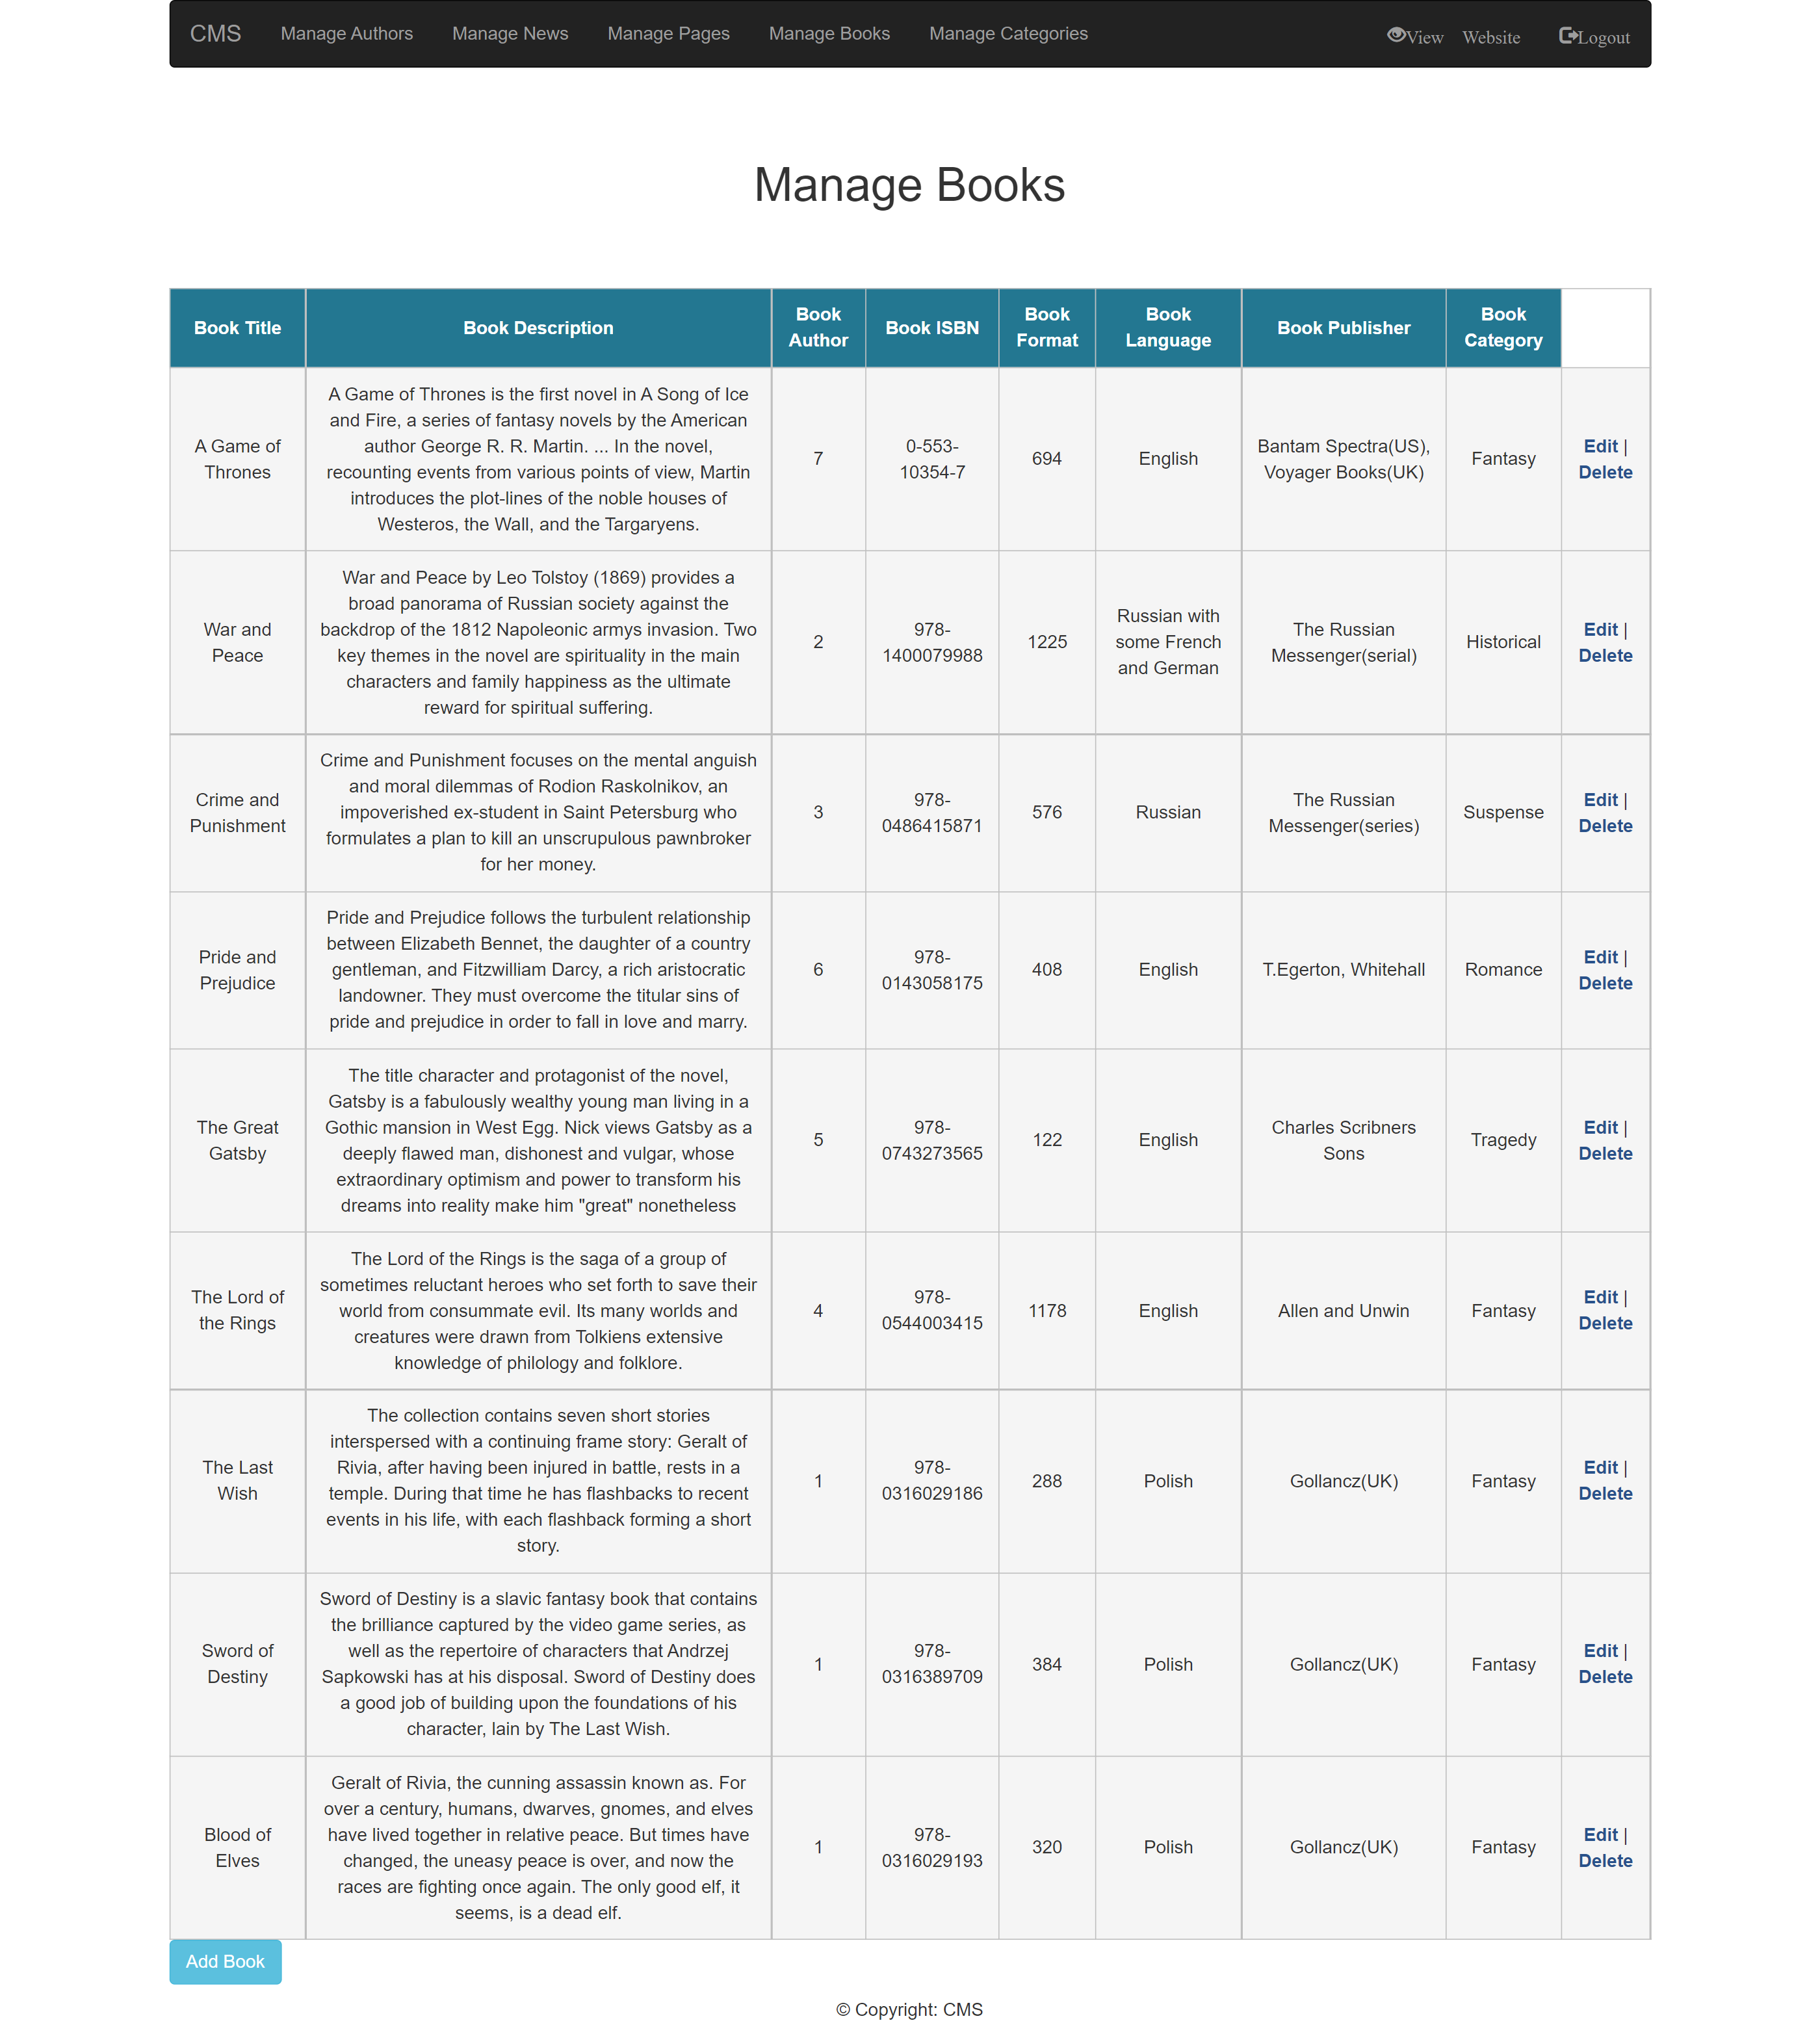 CMS Manage Authors Manage News Manage Pages Manage Books Manage Categories View Website Logout
Manage Books
Book Title
Book Description
Book
Author
Book ISBN
Book
Format
Book
Language
Book Publisher
Book
Category
A Game of
Thrones
A Game of Thrones is the first novel in A Song of Ice
and Fire, a series of fantasy novels by the American
author George R. R. Martin. ... In the novel,
recounting events from various points of view, Martin
introduces the plot-lines of the noble houses of
Westeros, the Wall, and the Targaryens.
7
0-553-
10354-7
694
English
Bantam Spectra(US),
Voyager Books(UK)
Fantasy
Edit |
Delete
War and
Peace
War and Peace by Leo Tolstoy (1869) provides a
broad panorama of Russian society against the
backdrop of the 1812 Napoleonic armys invasion. Two
key themes in the novel are spirituality in the main
characters and family happiness as the ultimate
reward for spiritual suffering.
2
978-
1400079988
1225
Russian with
some French
and German
The Russian
Messenger(serial)
Historical
Edit |
Delete
Crime and
Punishment
Crime and Punishment focuses on the mental anguish
and moral dilemmas of Rodion Raskolnikov, an
impoverished ex-student in Saint Petersburg who
formulates a plan to kill an unscrupulous pawnbroker
for her money.
3
978-
0486415871
576
Russian
The Russian
Messenger(series)
Suspense
Edit |
Delete
Pride and
Prejudice
Pride and Prejudice follows the turbulent relationship
between Elizabeth Bennet, the daughter of a country
gentleman, and Fitzwilliam Darcy, a rich aristocratic
landowner. They must overcome the titular sins of
pride and prejudice in order to fall in love and marry.
6
978-
0143058175
408
English
T.Egerton, Whitehall
Romance
Edit |
Delete
The Great
Gatsby
The title character and protagonist of the novel,
Gatsby is a fabulously wealthy young man living in a
Gothic mansion in West Egg. Nick views Gatsby as a
deeply flawed man, dishonest and vulgar, whose
extraordinary optimism and power to transform his
dreams into reality make him "great" nonetheless
5
978-
0743273565
122
English
Charles Scribners
Sons
Tragedy
Edit |
Delete
The Lord of
the Rings
The Lord of the Rings is the saga of a group of
sometimes reluctant heroes who set forth to save their
world from consummate evil. Its many worlds and
creatures were drawn from Tolkiens extensive
knowledge of philology and folklore.
4
978-
0544003415
1178
English
Allen and Unwin
Fantasy
Edit |
Delete
The Last
Wish
The collection contains seven short stories
interspersed with a continuing frame story: Geralt of
Rivia, after having been injured in battle, rests in a
temple. During that time he has flashbacks to recent
events in his life, with each flashback forming a short
story.
1
978-
0316029186
288
Polish
Gollancz(UK)
Fantasy
Edit |
Delete
Sword of
Destiny
Sword of Destiny is a slavic fantasy book that contains
the brilliance captured by the video game series, as
well as the repertoire of characters that Andrzej
Sapkowski has at his disposal. Sword of Destiny does
a good job of building upon the foundations of his
character, lain by The Last Wish.
1
978-
0316389709
384
Polish
Gollancz(UK)
Fantasy
Edit |
Delete
Blood of
Elves
Geralt of Rivia, the cunning assassin known as. For
over a century, humans, dwarves, gnomes, and elves
have lived together in relative peace. But times have
changed, the uneasy peace is over, and now the
races are fighting once again. The only good elf, it
seems, is a dead elf.
1
978-
0316029193
320
Polish
Gollancz(UK)
Fantasy
Edit |
Delete
Add Book
© Copyright: CMS